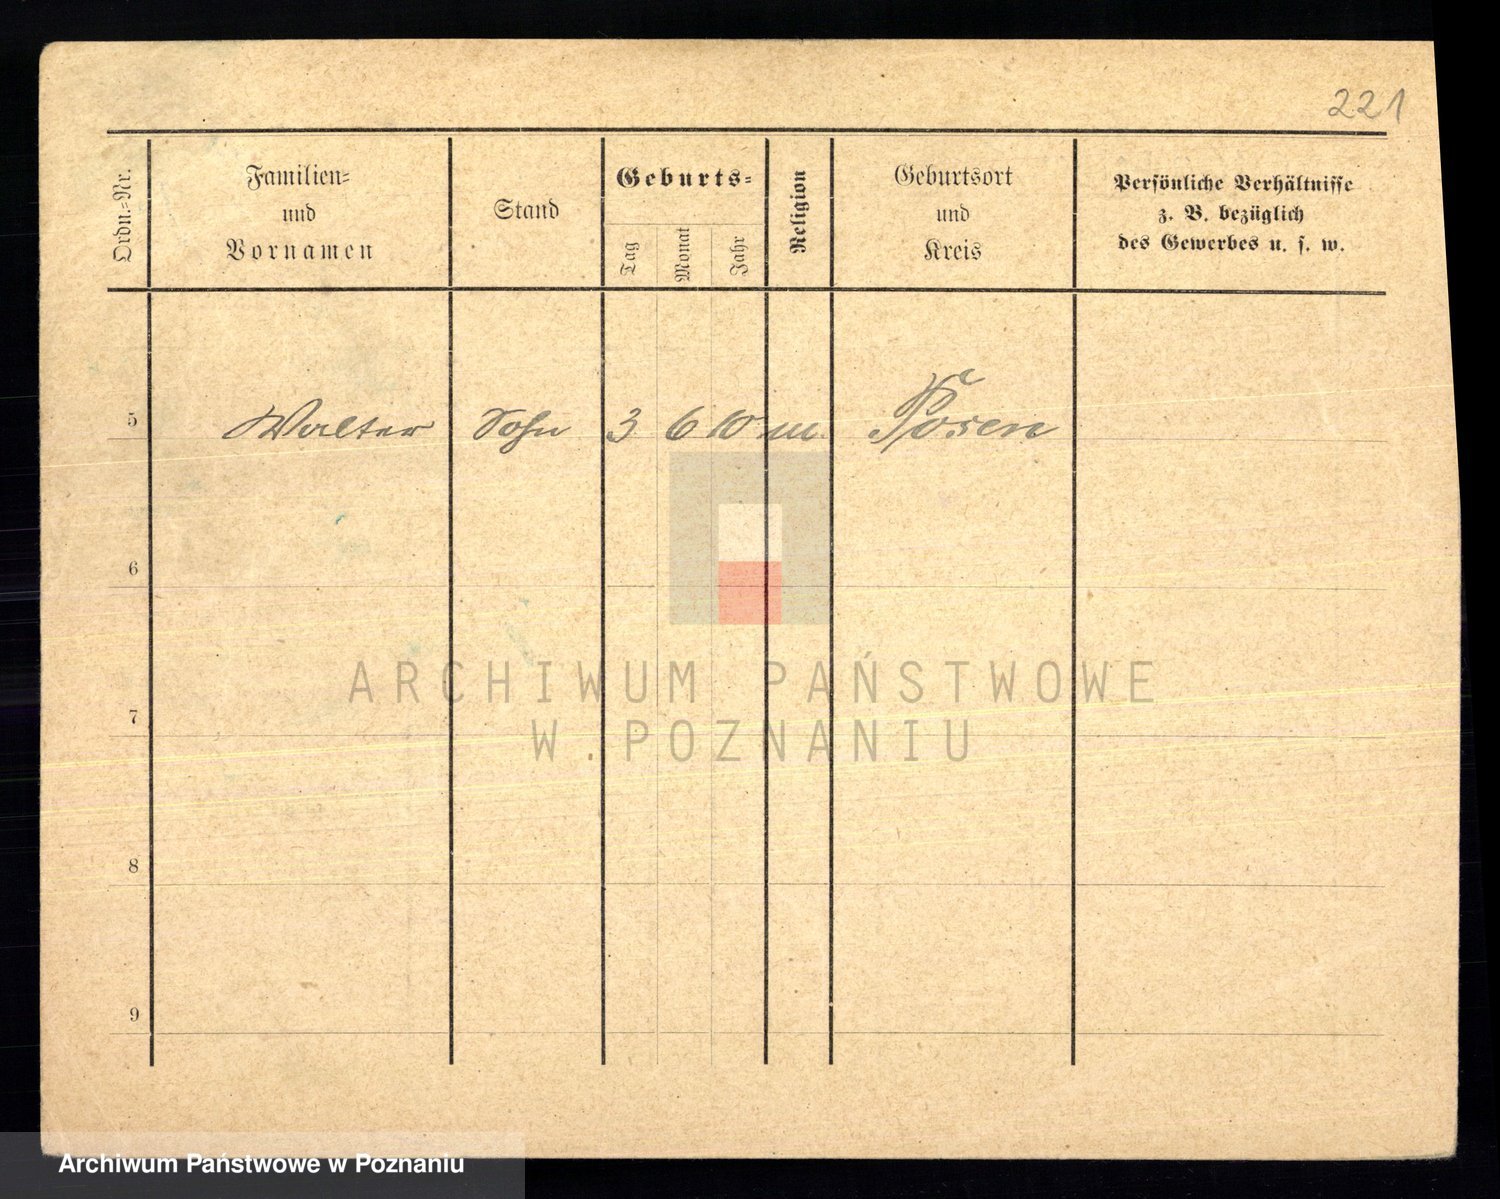 221
Ordn.-Nr.
Familien-
und
Vornamen
Stand
Geburts-
Tag
Monat
Jahr
Religion
Geburtsort
und
Kreis
Persönliche Verhältnisse
z. B. bezüglich
des Gewerbes u. s. w.
5 Walter Sohn 3 6 10 m. Posen
6
7
8
9
ARCHIWUM PAŃSTWOWE
W.POZNANIU
Archiwum Państwowe w Poznaniu